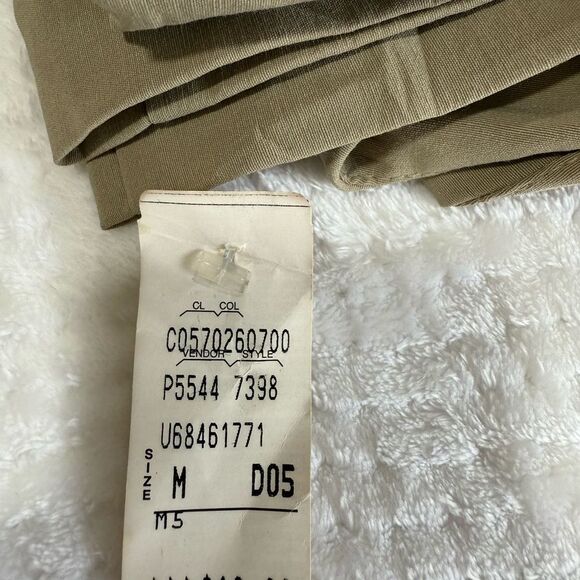 CL COL
C0570260700
VENDOR STYLE
P5544 7398
U68461771
SIZE M D05
M5